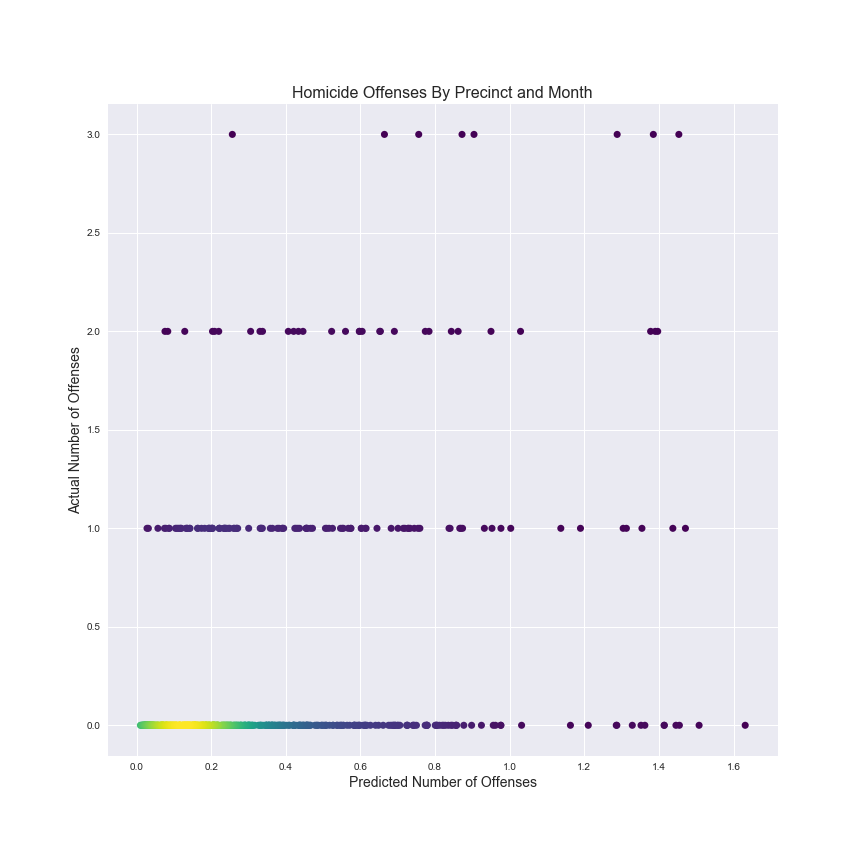 Homicide Offenses By Precinct and Month
3.0
2.5
2.0
1.5
1.0
0.5
0.0
Actual Number of Offenses
0.0 0.2 0.4 0.6 0.8 1.0 1.2 1.4 1.6
Predicted Number of Offenses